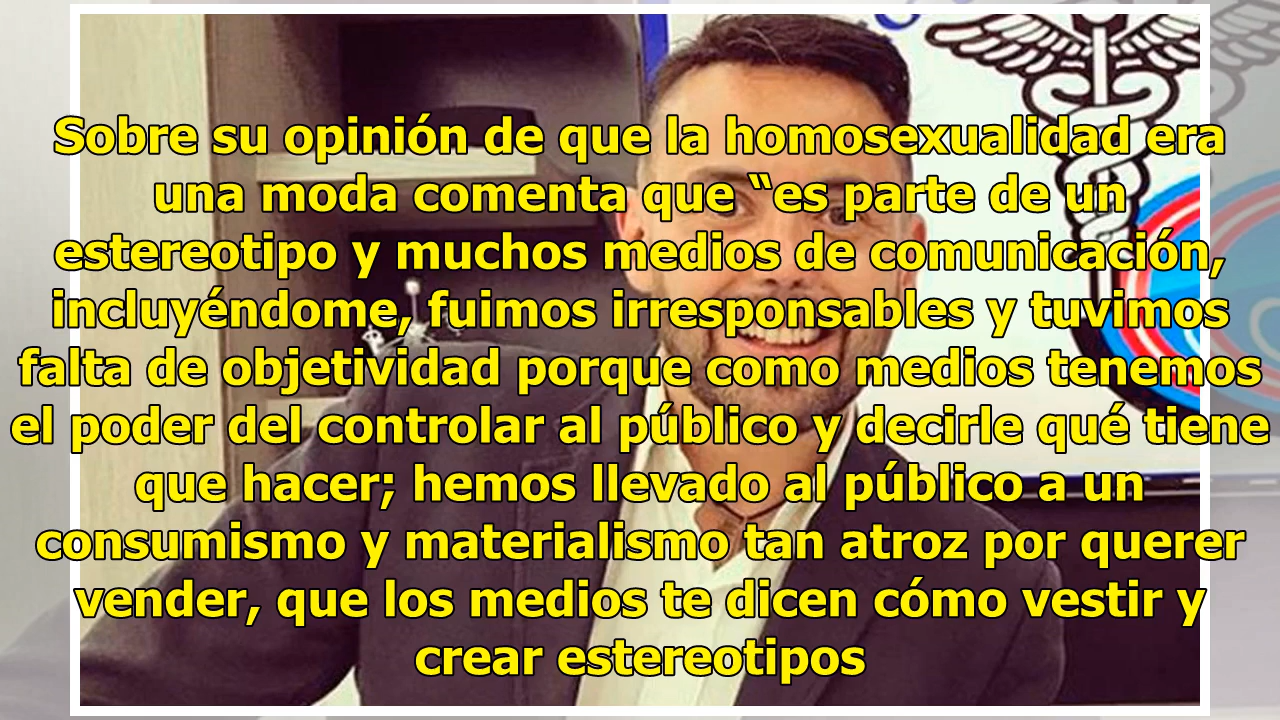 Sobre su opinión de que la homosexualidad era
una moda comenta que “es parte de un
estereotipo y muchos medios de comunicación,
incluyéndome, fuimos irresponsables y tuvimos
falta de objetividad porque como medios tenemos
el poder del controlar al público y decirle qué tiene
que hacer; hemos llevado al público a un
consumismo y materialismo tan atroz por querer
vender, que los medios te dicen cómo vestir y
crear estereotipos